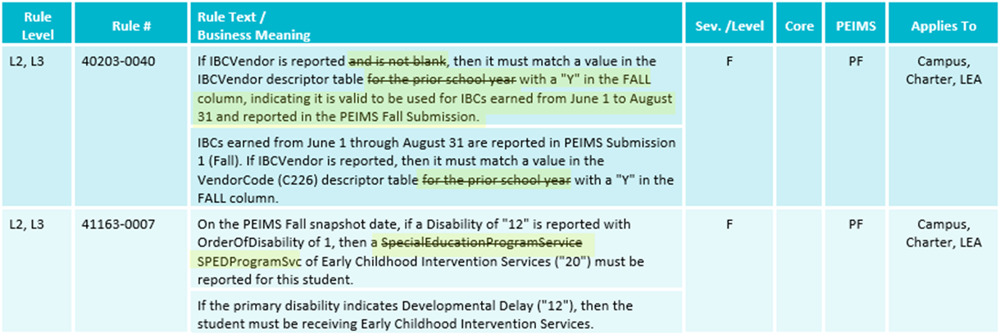 Rule Level
Rule #
Rule Text /
Business Meaning
Sev. /Level
Core
PEIMS
Applies To
L2, L3
40203-0040
If IBCVendor is reported and is not blank, then it must match a value in the
IBCVendor descriptor table for the prior school year with a "Y" in the FALL
column, indicating it is valid to be used for IBCs earned from June 1 to August
31 and reported in the PEIMS Fall Submission.
F
PF
Campus,
Charter, LEA
IBCs earned from June 1 through August 31 are reported in PEIMS Submission
1 (Fall). If IBCVendor is reported, then it must match a value in the
VendorCode (C226) descriptor table for the prior school year with a "Y" in the
FALL column.
L2, L3
41163-0007
On the PEIMS Fall snapshot date, if a Disability of "12" is reported with
OrderOfDisability of 1, then a SpecialEducationProgramService
SPEDProgramSvc of Early Childhood Intervention Services ("20") must be
reported for this student.
F
PF
Campus,
Charter, LEA
If the primary disability indicates Developmental Delay ("12"), then the
student must be receiving Early Childhood Intervention Services.